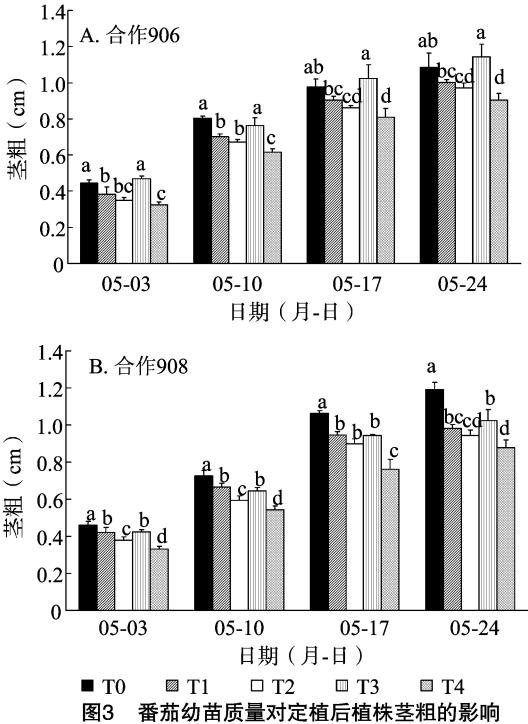 1.4
A. 合作906
1.2
1.0
0.8
0.6
0.4
0.2
0
茎粗（cm）
a b bc a c
a b b a c
ab bc cd a d
ab bc cd a d
05-03 05-10 05-17 05-24
日期（月-日）
1.4
B. 合作908
1.2
1.0
0.8
0.6
0.4
0.2
0
茎粗（cm）
a b c b d
a b c b d
a b b b c
a bc cd b d
05-03 05-10 05-17 05-24
日期（月-日）
T0 T1 T2 T3 T4
图3 番茄幼苗质量对定植后植株茎粗的影响